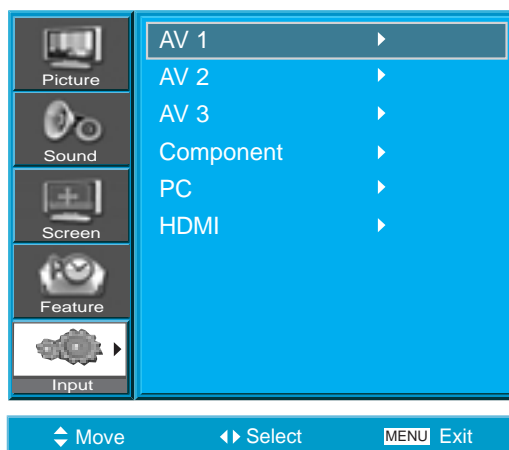 Picture
Sound
Screen
Feature
Input
AV 1
AV 2
AV 3
Component
PC
HDMI
Move Select MENU Exit